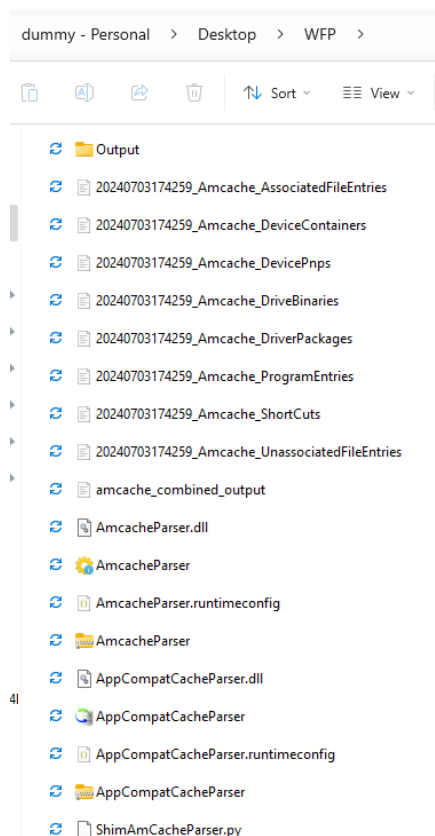 dummy - Personal > Desktop > WFP >
Sort View
Output
20240703174259_Amcache_AssociatedFileEntries
20240703174259_Amcache_DeviceContainers
20240703174259_Amcache_DevicePnps
20240703174259_Amcache_DriveBinaries
20240703174259_Amcache_DriverPackages
20240703174259_Amcache_ProgramEntries
20240703174259_Amcache_ShortCuts
20240703174259_Amcache_UnassociatedFileEntries
amcache_combined_output
AmcacheParser.dll
AmcacheParser
AmcacheParser.runtimeconfig
AmcacheParser
AppCompatCacheParser.dll
AppCompatCacheParser
AppCompatCacheParser.runtimeconfig
AppCompatCacheParser
ShimAmCacheParser.py